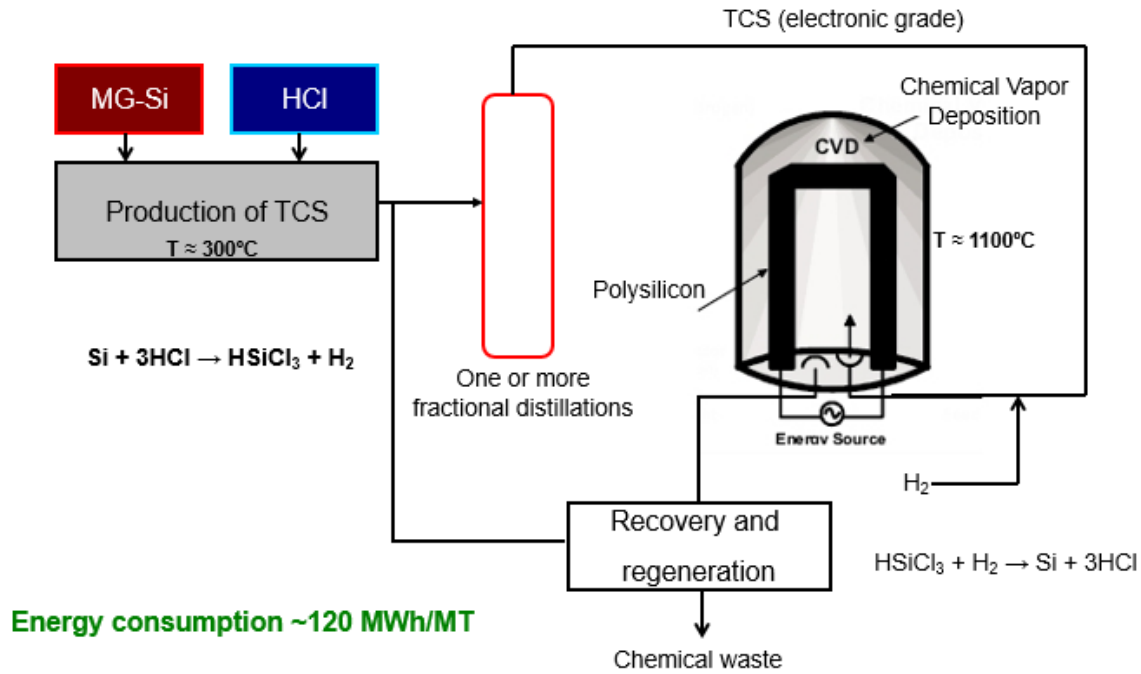 TCS (electronic grade)
MG-Si
HCl
Chemical Vapor
Deposition
CVD
Production of TCS
T ≈ 300ºC
T ≈ 1100ºC
Polysilicon
Si + 3HCl → HSiCl₃ + H₂
One or more
fractional distillations
Energy Source
H₂
Recovery and
regeneration
HSiCl₃ + H₂ → Si + 3HCl
Energy consumption ~120 MWh/MT
Chemical waste